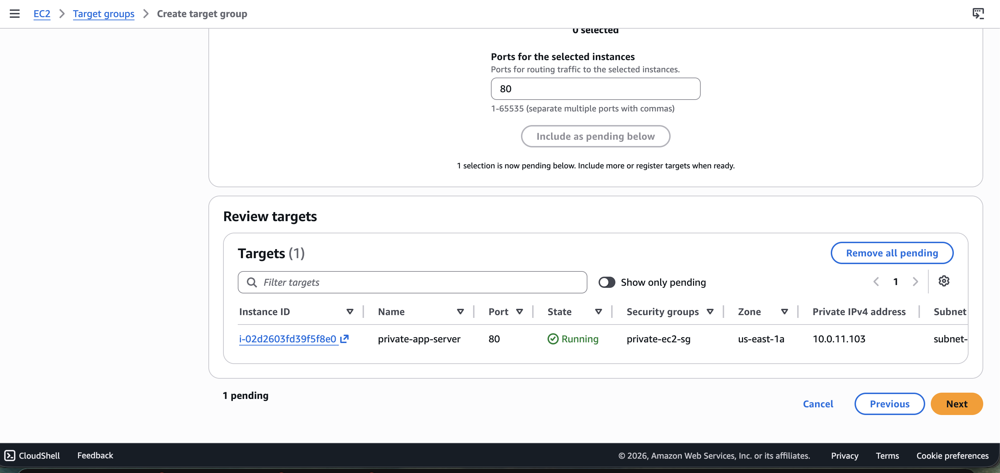 EC2 > Target groups > Create target group
0 selected
Ports for the selected instances
Ports for routing traffic to the selected instances.
80
1-65535 (separate multiple ports with commas)
Include as pending below
1 selection is now pending below. Include more or register targets when ready.
Review targets
Targets (1)
Remove all pending
Filter targets
Show only pending
1
Instance ID Name Port State Security groups Zone Private IPv4 address Subnet
i-02d2603fd39f5f8e0 private-app-server 80 Running private-ec2-sg us-east-1a 10.0.11.103 subnet-
1 pending
Cancel Previous Next
CloudShell Feedback © 2026, Amazon Web Services, Inc. or its affiliates. Privacy Terms Cookie preferences